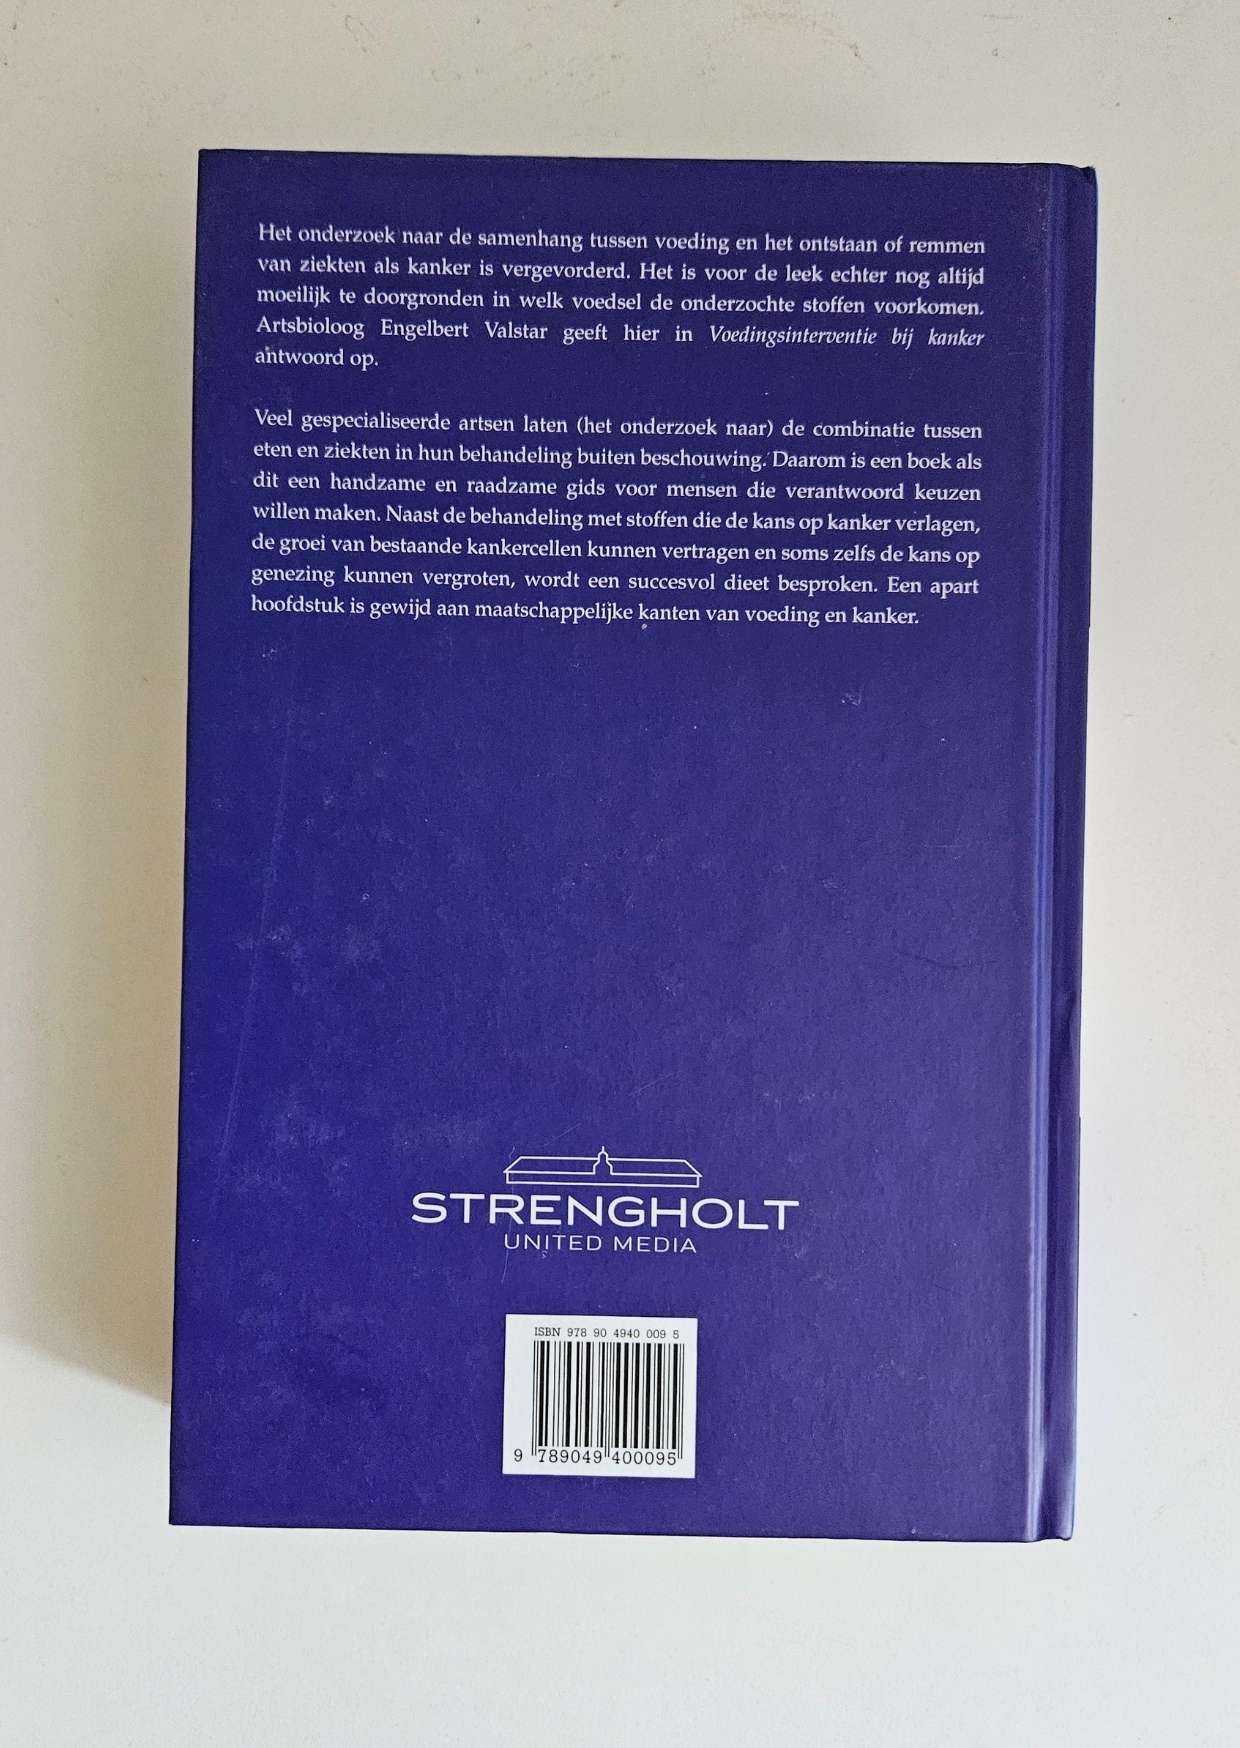 Het onderzoek naar de samenhang tussen voeding en het ontstaan of remmen
van ziekten als kanker is vergevorderd. Het is voor de leek echter nog altijd
moeilijk te doorgronden in welk voedsel de onderzochte stoffen voorkomen.
Artsbioloog Engelbert Valstar geeft hier in Voedingsinterventie bij kanker
antwoord op.
Veel gespecialiseerde artsen laten (het onderzoek naar) de combinatie tussen
eten en ziekten in hun behandeling buiten beschouwing. Daarom is een boek als
dit een handzame en raadzame gids voor mensen die verantwoord keuzen
willen maken. Naast de behandeling met stoffen die de kans op kanker verlagen,
de groei van bestaande kankercellen kunnen vertragen en soms zelfs de kans op
genezing kunnen vergroten, wordt een succesvol dieet besproken. Een apart
hoofdstuk is gewijd aan maatschappelijke kanten van voeding en kanker.
STRENGHOLT
UNITED MEDIA
ISBN 978 90 4940 009 5
9 789049 400095